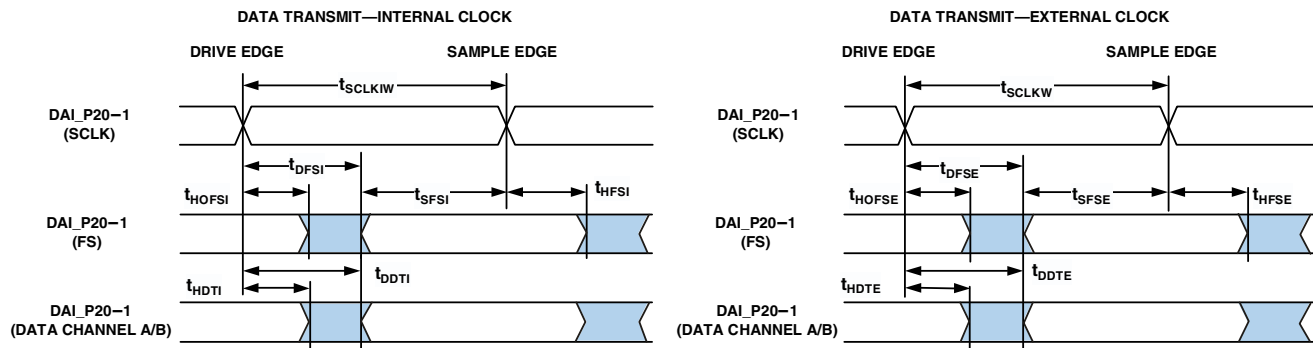 DATA TRANSMIT—INTERNAL CLOCK
DRIVE EDGE
SAMPLE EDGE
tSCLKIW
DAI_P20–1
(SCLK)
tDFSI
tHOFSI
tSFSI
tHFSI
DAI_P20–1
(FS)
tDDTI
tHDTI
DAI_P20–1
(DATA CHANNEL A/B)
DATA TRANSMIT—EXTERNAL CLOCK
DRIVE EDGE
SAMPLE EDGE
tSCLKW
DAI_P20–1
(SCLK)
tDFSE
tHOFSE
tSFSE
tHFSE
DAI_P20–1
(FS)
tDDTE
tHDTE
DAI_P20–1
(DATA CHANNEL A/B)